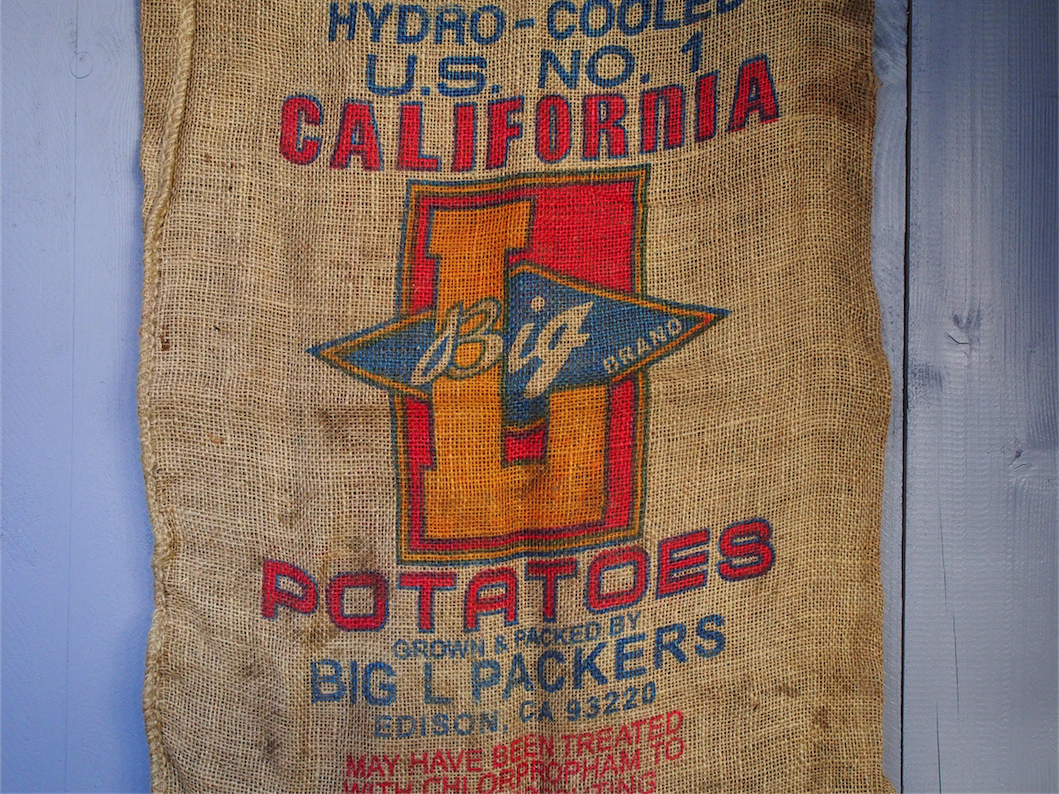 HYDRO-COOLED
U.S. NO. 1
CALIFORNIA
L
Big
BRAND
POTATOES
GROWN & PACKED BY
BIG L PACKERS
EDISON, CA 93220
MAY HAVE BEEN TREATED
WITH CHLORPROPHAM TO